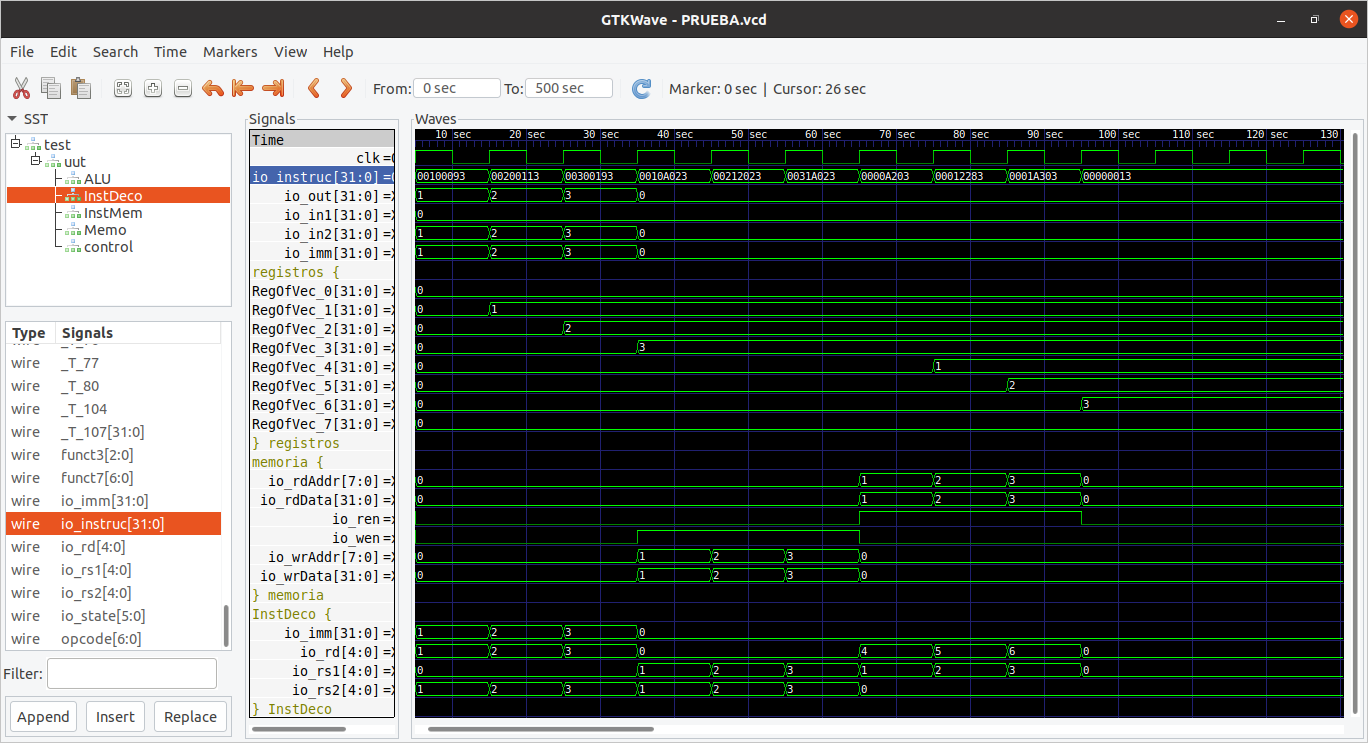 GTKWave - PRUEBA.vcd
File Edit Search Time Markers View Help
From: 0 sec To: 500 sec Marker: 0 sec | Cursor: 26 sec
SST
test
uut
ALU
InstDeco
InstMem
Memo
control
Type Signals
wire _T_77
wire _T_80
wire _T_104
wire _T_107[31:0]
wire funct3[2:0]
wire funct7[6:0]
wire io_imm[31:0]
wire io_instruc[31:0]
wire io_rd[4:0]
wire io_rs1[4:0]
wire io_rs2[4:0]
wire io_state[5:0]
wire opcode[6:0]
Filter:
Append Insert Replace
Signals
Waves
Time 10 sec 20 sec 30 sec 40 sec 50 sec 60 sec 70 sec 80 sec 90 sec 100 sec 110 sec 120 sec 130
clk =
io_instruc[31:0] = 00100093 00200113 00300193 0010A023 00212023 0031A023 0000A203 00012283 0001A303 00000013
io_out[31:0] =X 1 2 3 0
io_in1[31:0] =X 0
io_in2[31:0] =X 1 2 3 0
io_imm[31:0] =X 1 2 3 0
registros {
RegOfVec_0[31:0] =X 0
RegOfVec_1[31:0] =X 0 1
RegOfVec_2[31:0] =X 0 2
RegOfVec_3[31:0] =X 0 3
RegOfVec_4[31:0] =X 0 1
RegOfVec_5[31:0] =X 0 2
RegOfVec_6[31:0] =X 0 3
RegOfVec_7[31:0] =X 0
} registros
memoria {
io_rdAddr[7:0] =X 0 1 2 3 0
io_rdData[31:0] =X 0 1 2 3 0
io_ren =X
io_wen =X
io_wrAddr[7:0] =X 0 1 2 3 0
io_wrData[31:0] =X 0 1 2 3 0
} memoria
InstDeco {
io_imm[31:0] =X 1 2 3 0
io_rd[4:0] =X 1 2 3 0 4 5 6 0
io_rs1[4:0] =X 0 1 2 3 1 2 3 0
io_rs2[4:0] =X 1 2 3 1 2 3 0
} InstDeco